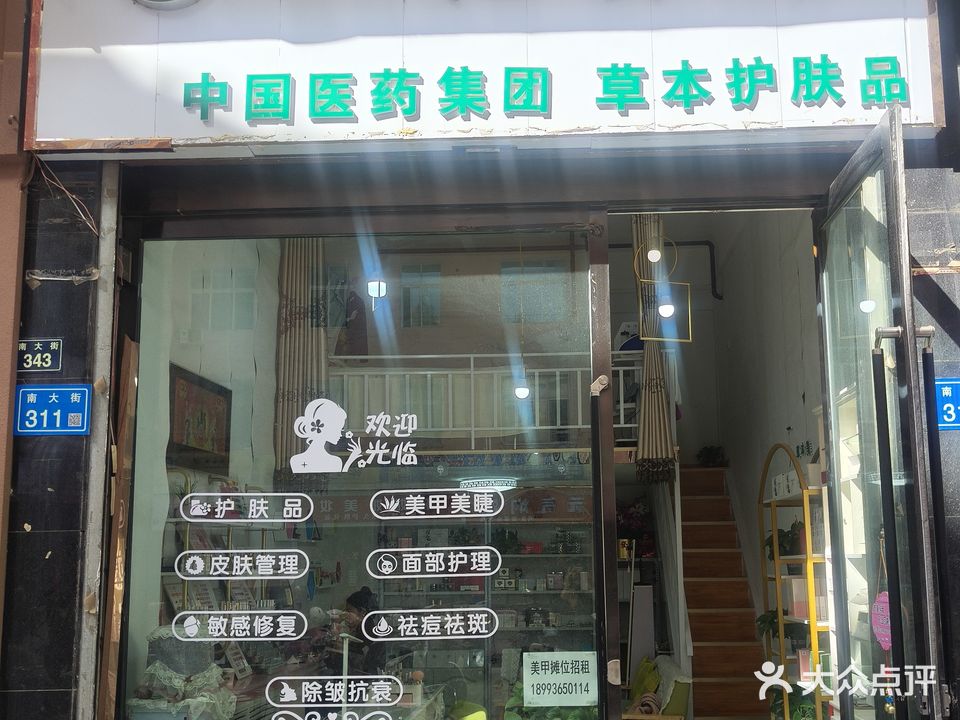 中国医药集团 草本护肤品
南大街
343
南大街
311
南
31
欢迎
光临
护肤品
美甲美睫
皮肤管理
面部护理
敏感修复
祛痘祛斑
除皱抗衰
美甲摊位招租
18993650114
大众点评